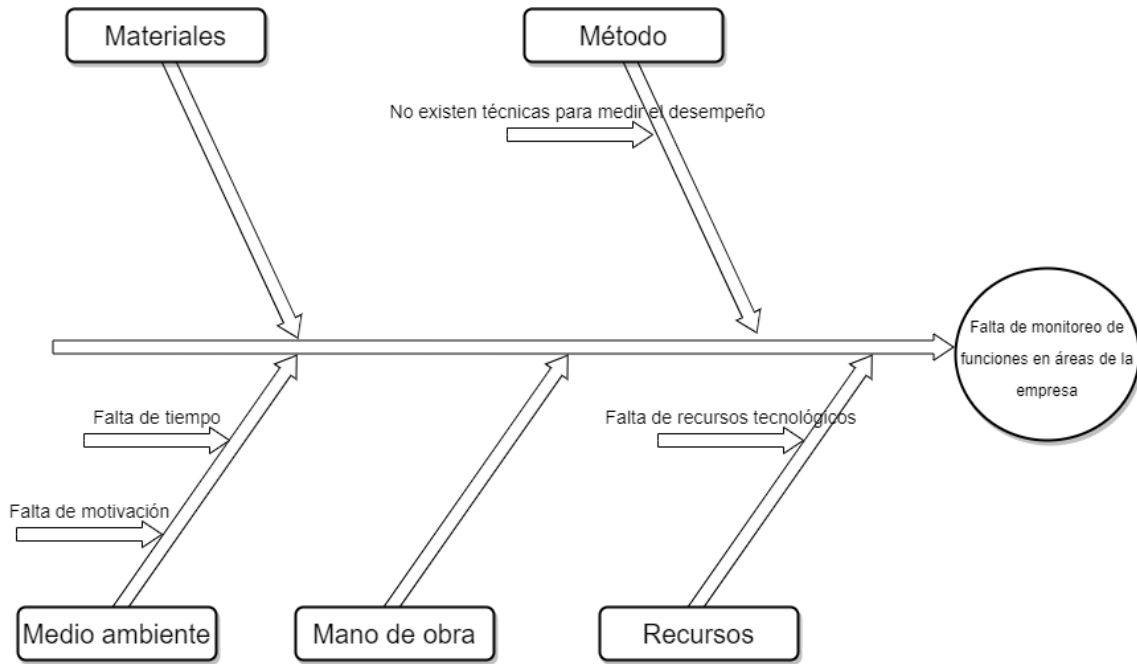 Materiales
Método
No existen técnicas para medir el desempeño
Falta de monitoreo de
funciones en áreas de la
empresa
Falta de tiempo
Falta de recursos tecnológicos
Falta de motivación
Medio ambiente
Mano de obra
Recursos